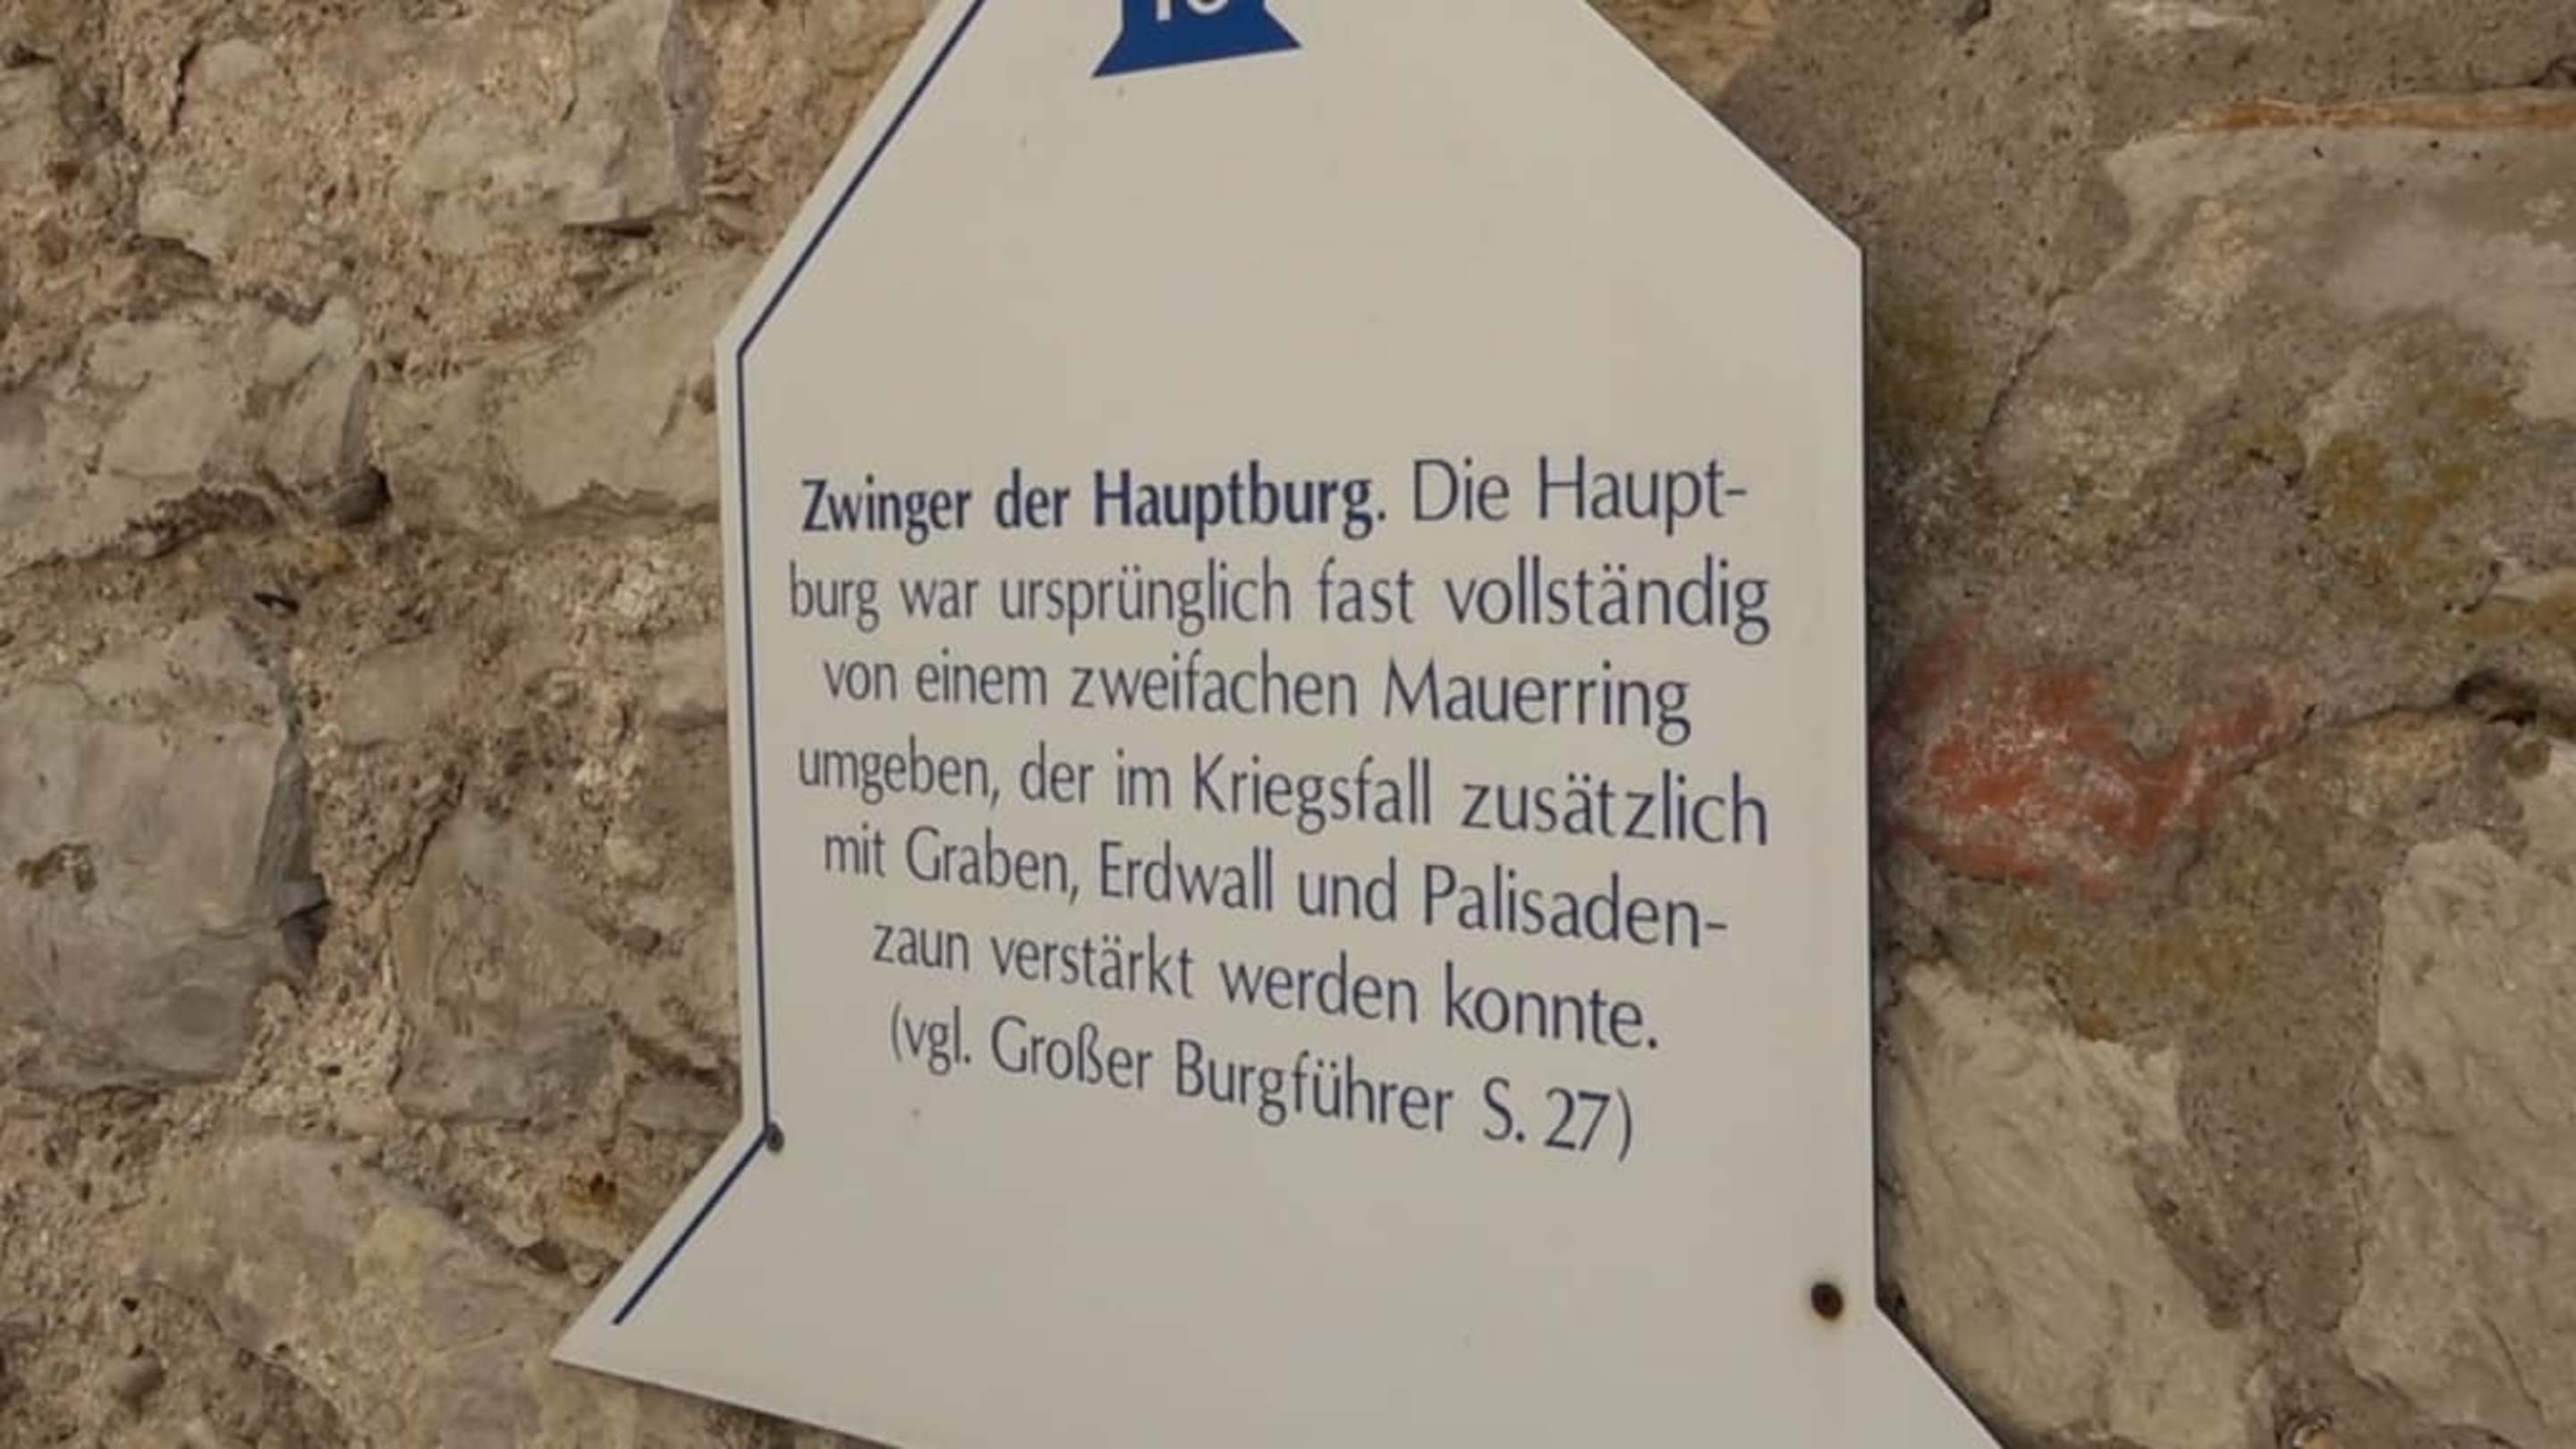 Zwinger der Hauptburg. Die Haupt-
burg war ursprünglich fast vollständig
von einem zweifachen Mauerring
umgeben, der im Kriegsfall zusätzlich
mit Graben, Erdwall und Palisaden-
zaun verstärkt werden konnte.
(vgl. Großer Burgführer S. 27)